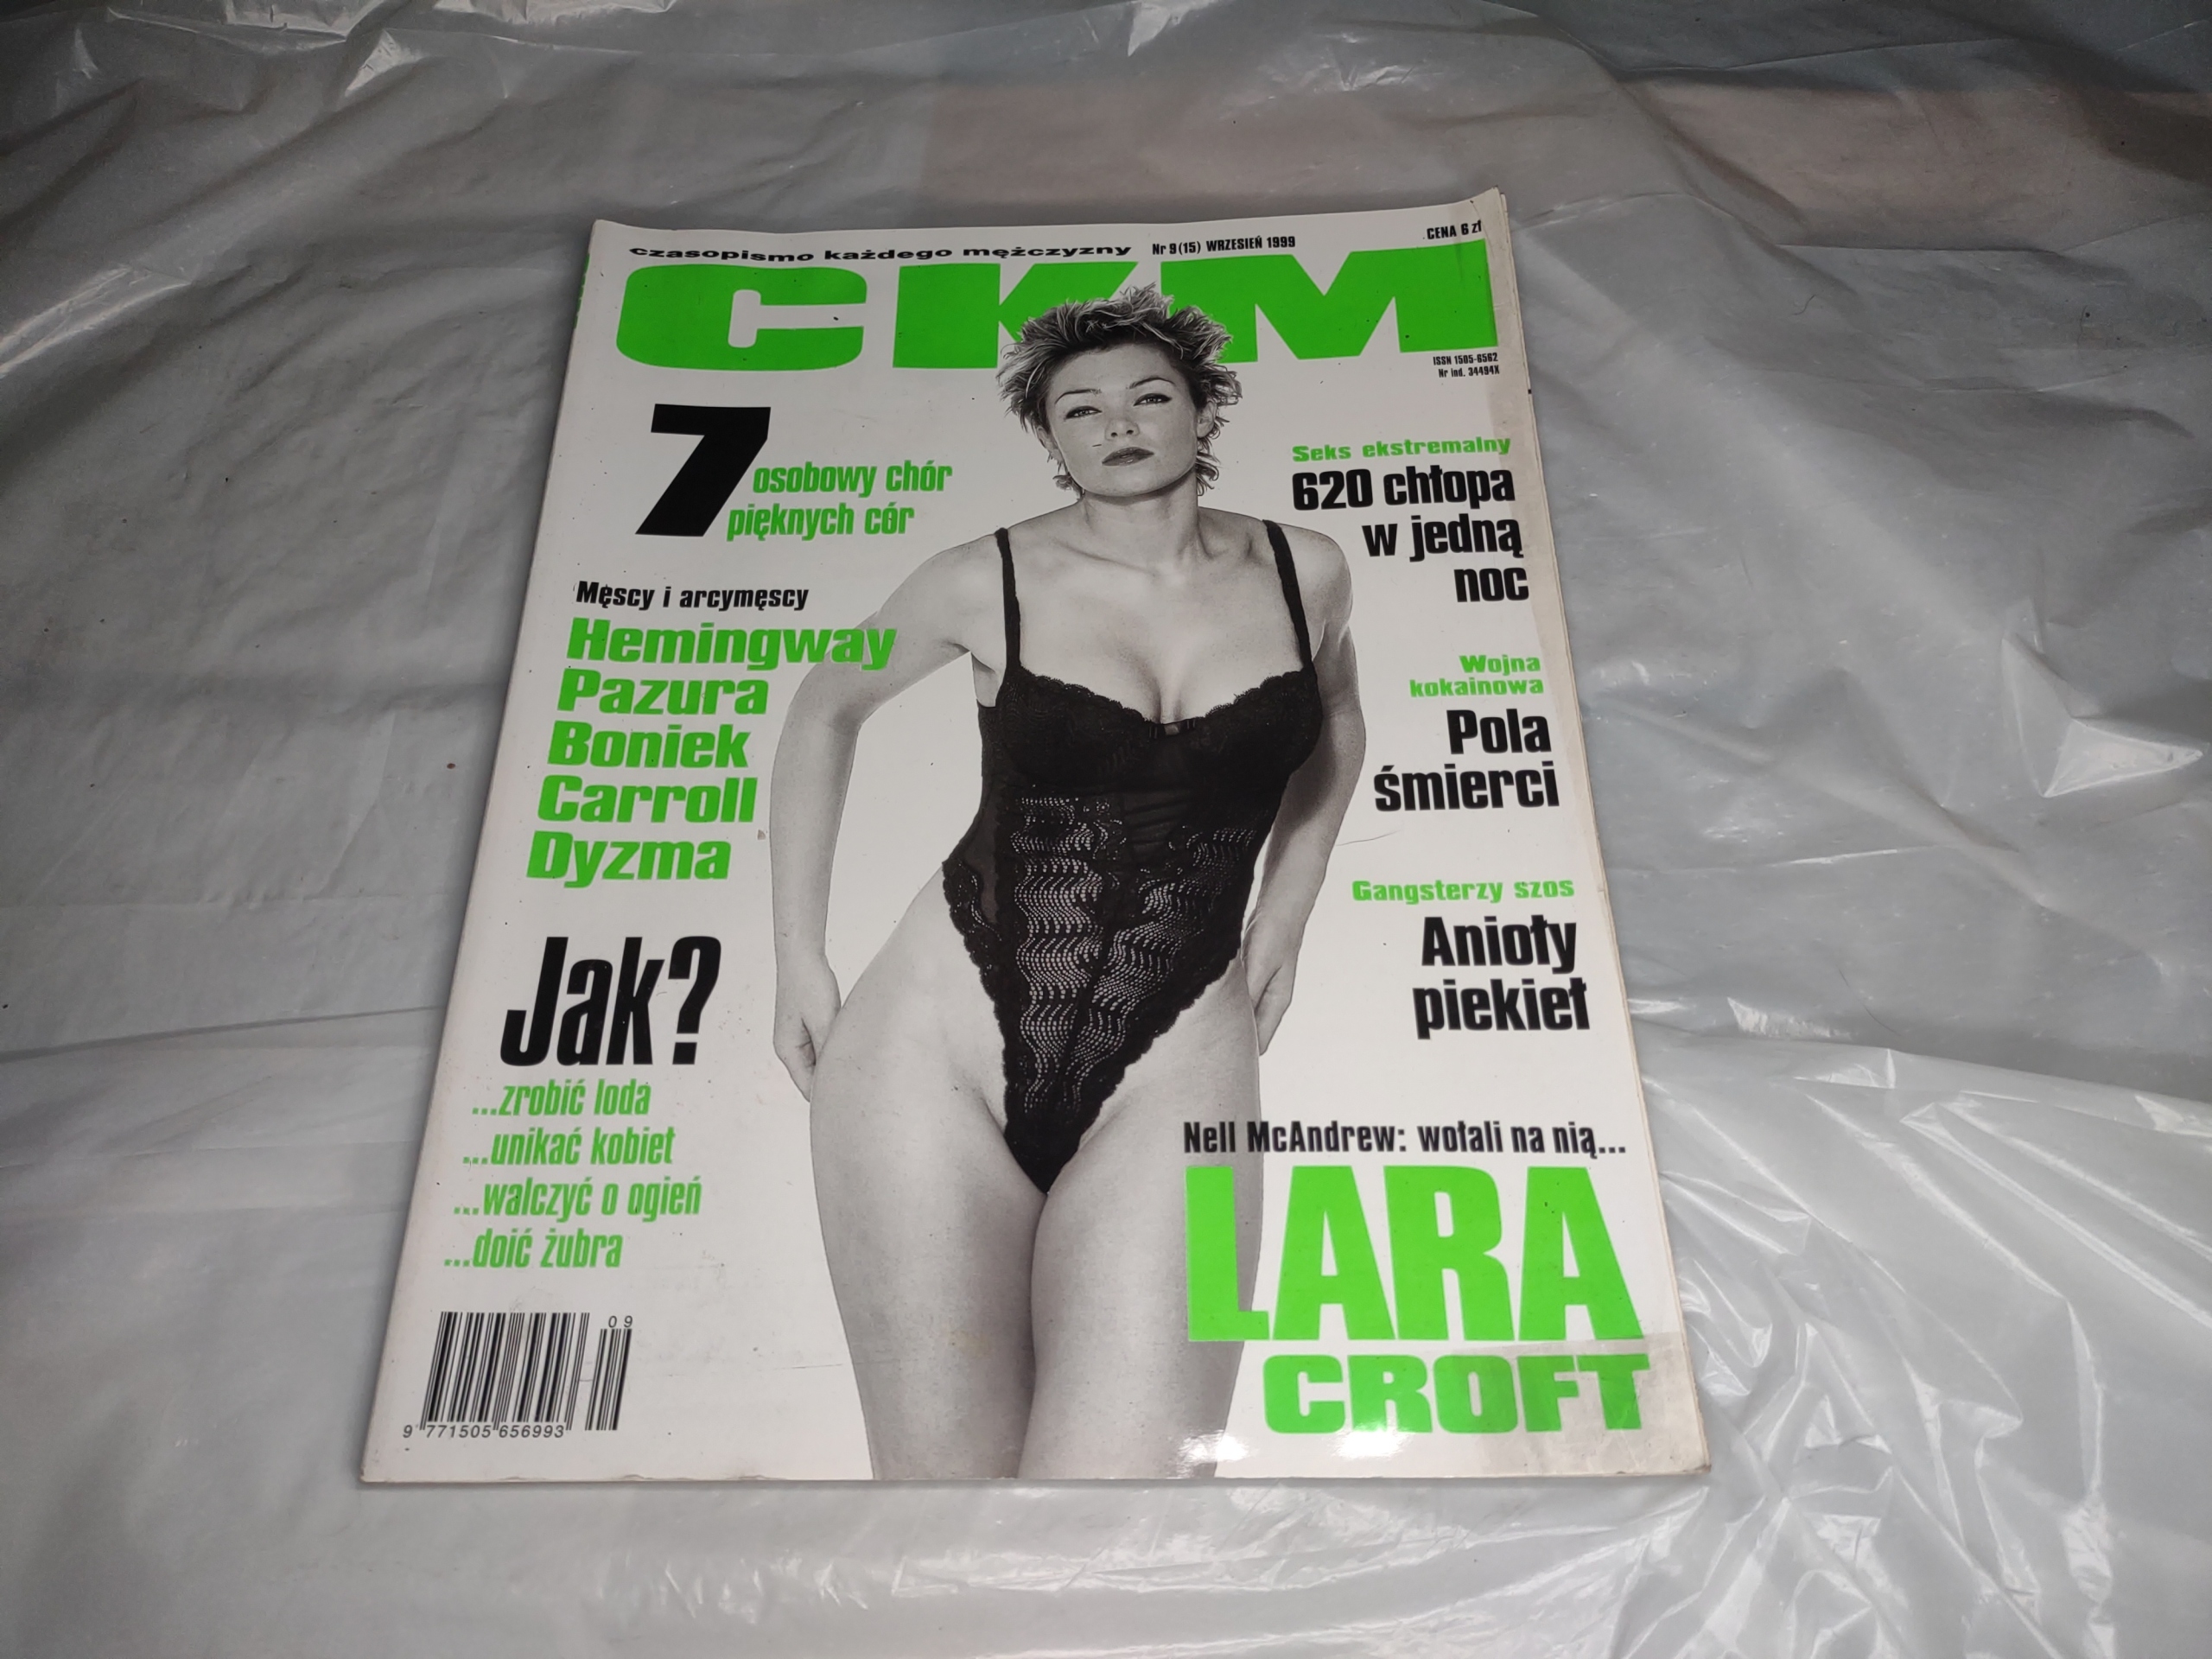 czasopismo każdego mężczyzny Nr 9(15) WRZESIEŃ 1999
CENA 6 zł
CKM
ISSN 1505-6562
Nr ind. 34494X
7 osobowy chór
pięknych cór
Męscy i arcymęscy
Hemingway
Pazura
Boniek
Carroll
Dyzma
Jak?
...zrobić loda
...unikać kobiet
...walczyć o ogień
...doić żubra
Seks ekstremalny
620 chłopa
w jedną
noc
Wojna
kokainowa
Pola
śmierci
Gangsterzy szos
Anioły
piekieł
Nell McAndrew: wołali na nią...
LARA
CROFT
09
9 771505 656993